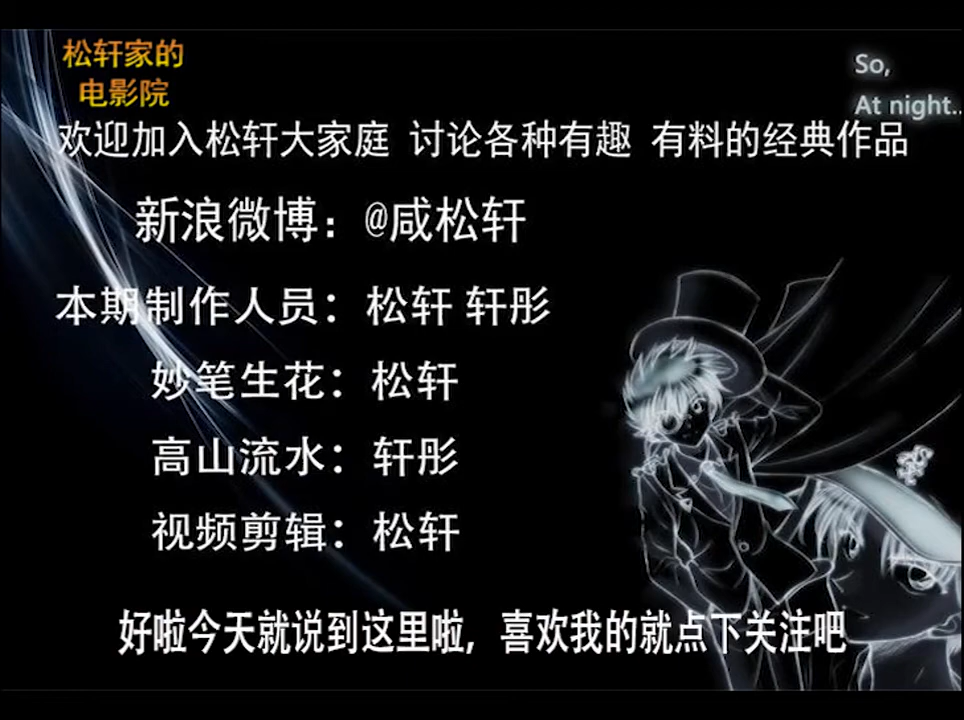 松轩家的
电影院
So,
At night..
欢迎加入松轩大家庭 讨论各种有趣 有料的经典作品
新浪微博：@咸松轩
本期制作人员：松轩 轩彤
妙笔生花：松轩
高山流水：轩彤
视频剪辑：松轩
好啦今天就说到这里啦，喜欢我的就点下关注吧